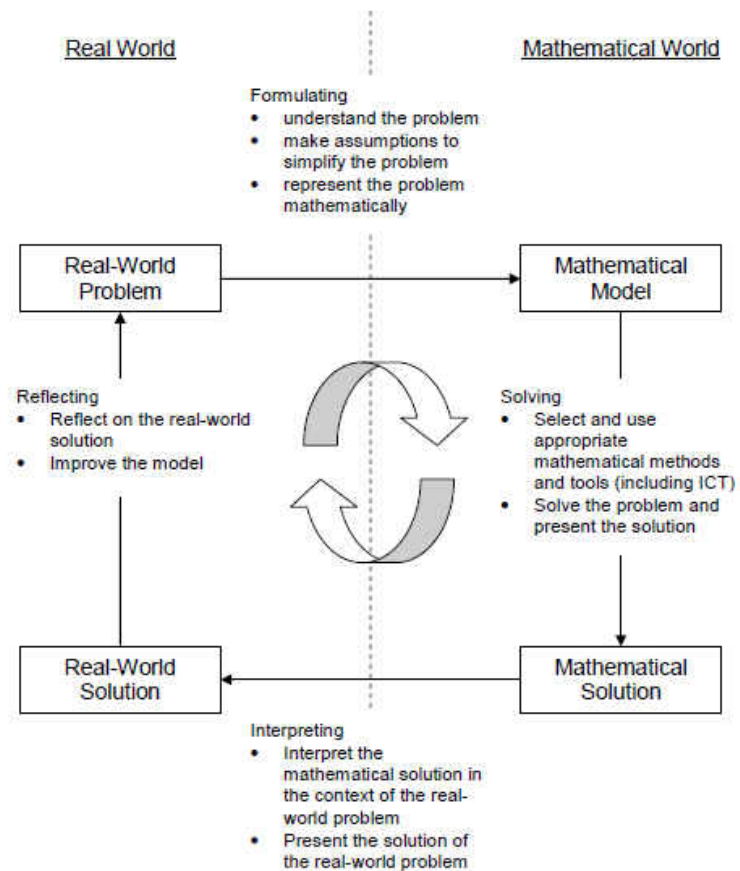 Real World
Mathematical World
Formulating
• understand the problem
• make assumptions to
simplify the problem
• represent the problem
mathematically
Real-World
Problem
Mathematical
Model
Reflecting
• Reflect on the real-world
solution
• Improve the model
Solving
• Select and use
appropriate
mathematical methods
and tools (including ICT)
• Solve the problem and
present the solution
Real-World
Solution
Mathematical
Solution
Interpreting
• Interpret the
mathematical solution in
the context of the real-
world problem
• Present the solution of
the real-world problem